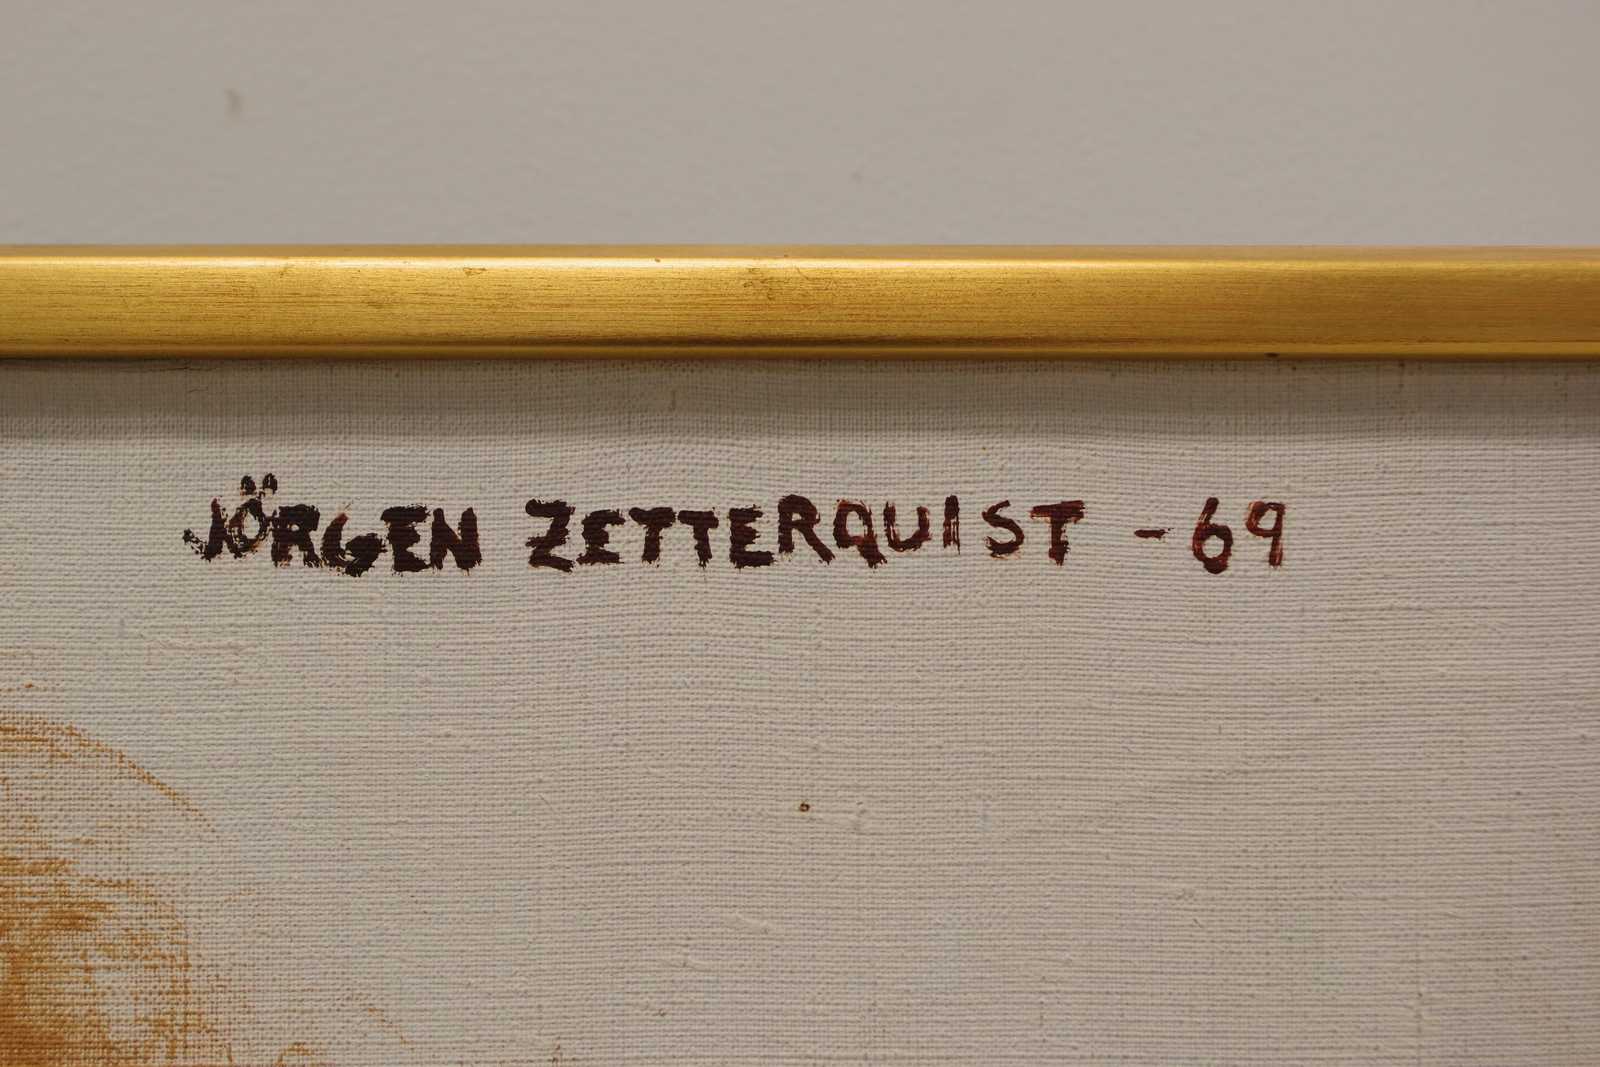 JÖRGEN ZETTERQUIST - 69